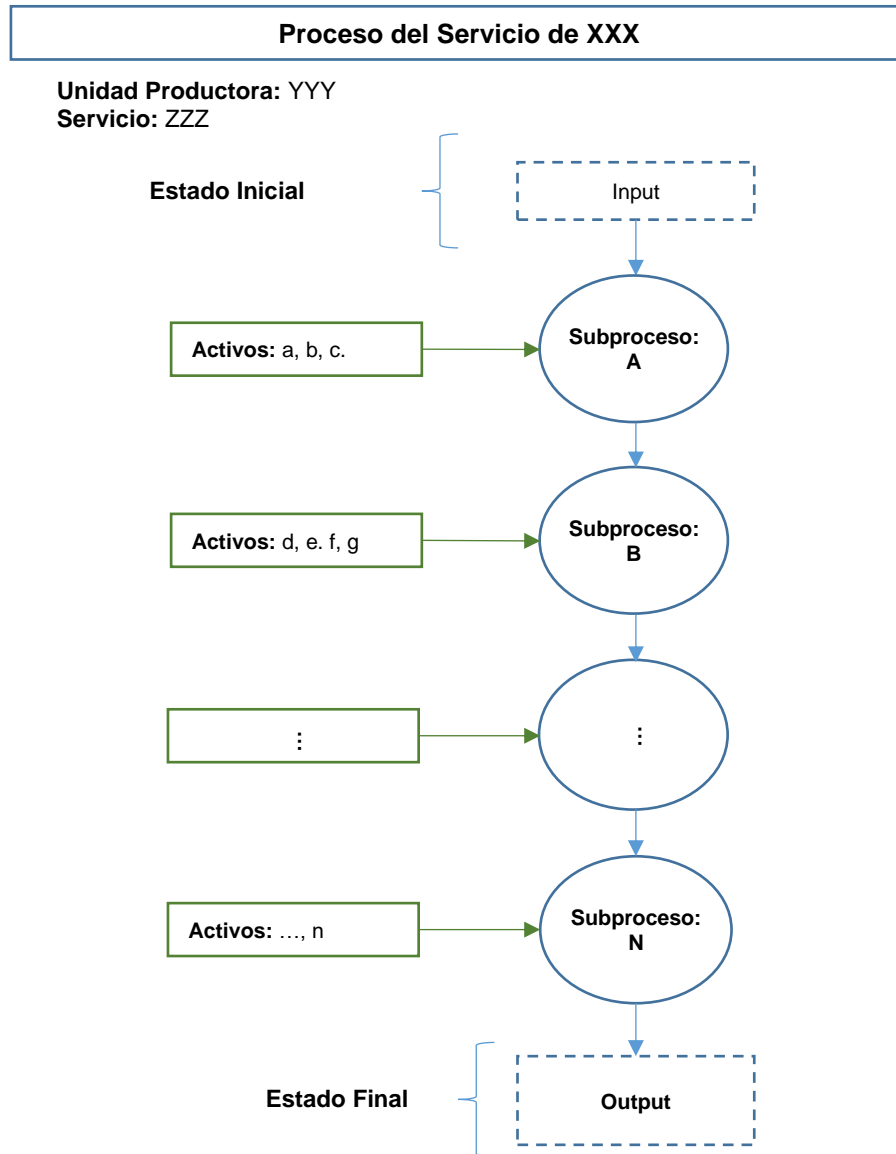 Proceso del Servicio de XXX
Unidad Productora: YYY
Servicio: ZZZ
Estado Inicial
Input
Activos: a, b, c.
Subproceso:
A
Activos: d, e. f, g
Subproceso:
B
⋮
⋮
Activos: …, n
Subproceso:
N
Estado Final
Output